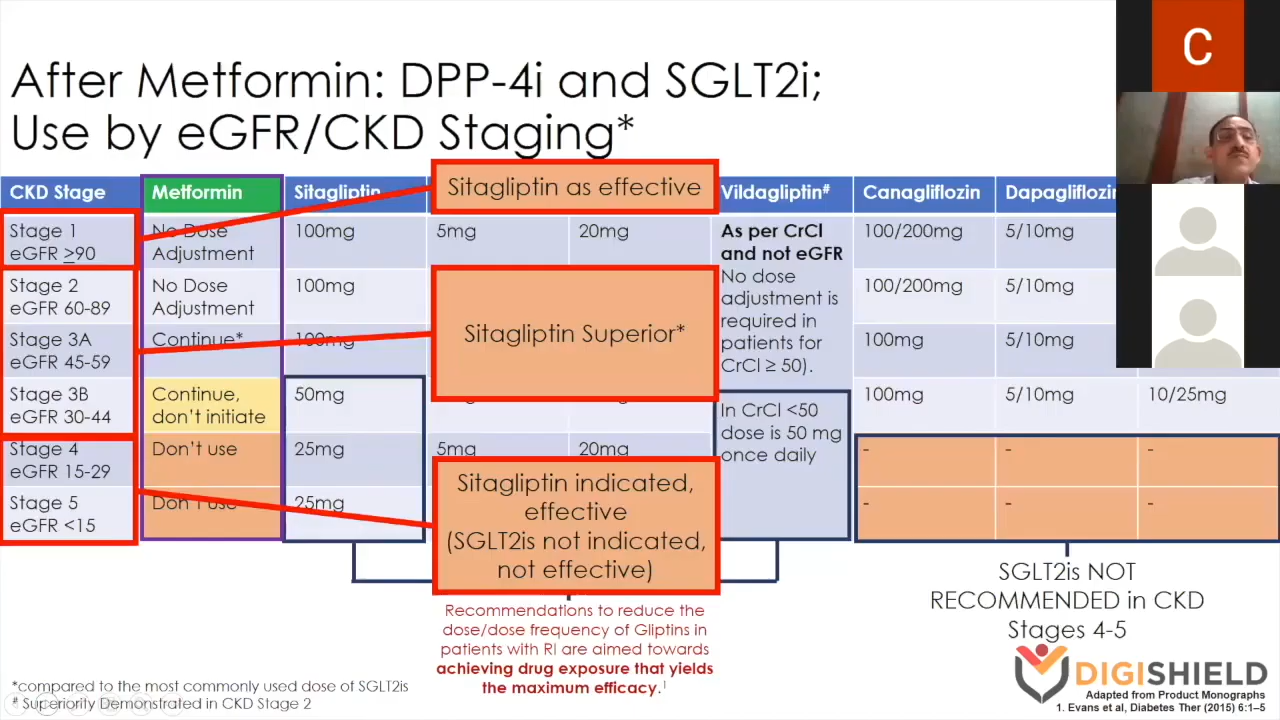 C
After Metformin: DPP-4i and SGLT2i;
Use by eGFR/CKD Staging*
CKD Stage
Metformin
Sitagliptin
Sitagliptin as effective
Vildagliptin#
Canagliflozin
Dapagliflozin
Stage 1
eGFR ≥90
No Dose
Adjustment
100mg
5mg
20mg
As per CrCl
and not eGFR
No dose
adjustment is
required in
patients for
CrCl ≥ 50).
100/200mg
5/10mg
Stage 2
eGFR 60-89
No Dose
Adjustment
100mg
100/200mg
5/10mg
Sitagliptin Superior*
Stage 3A
eGFR 45-59
Continue*
100mg
100mg
5/10mg
Stage 3B
eGFR 30-44
Continue,
don't initiate
50mg
In CrCl <50
dose is 50 mg
once daily
100mg
5/10mg
10/25mg
Stage 4
eGFR 15-29
Don't use
25mg
5mg
20mg
-
-
-
Stage 5
eGFR <15
Don't use
25mg
-
-
-
Sitagliptin indicated,
effective
(SGLT2is not indicated,
not effective)
SGLT2is NOT
RECOMMENDED in CKD
Stages 4-5
Recommendations to reduce the
dose/dose frequency of Gliptins in
patients with RI are aimed towards
achieving drug exposure that yields
the maximum efficacy.1
*compared to the most commonly used dose of SGLT2is
# Superiority Demonstrated in CKD Stage 2
DIGISHIELD
Adapted from Product Monographs
1. Evans et al, Diabetes Ther (2015) 6:1–5